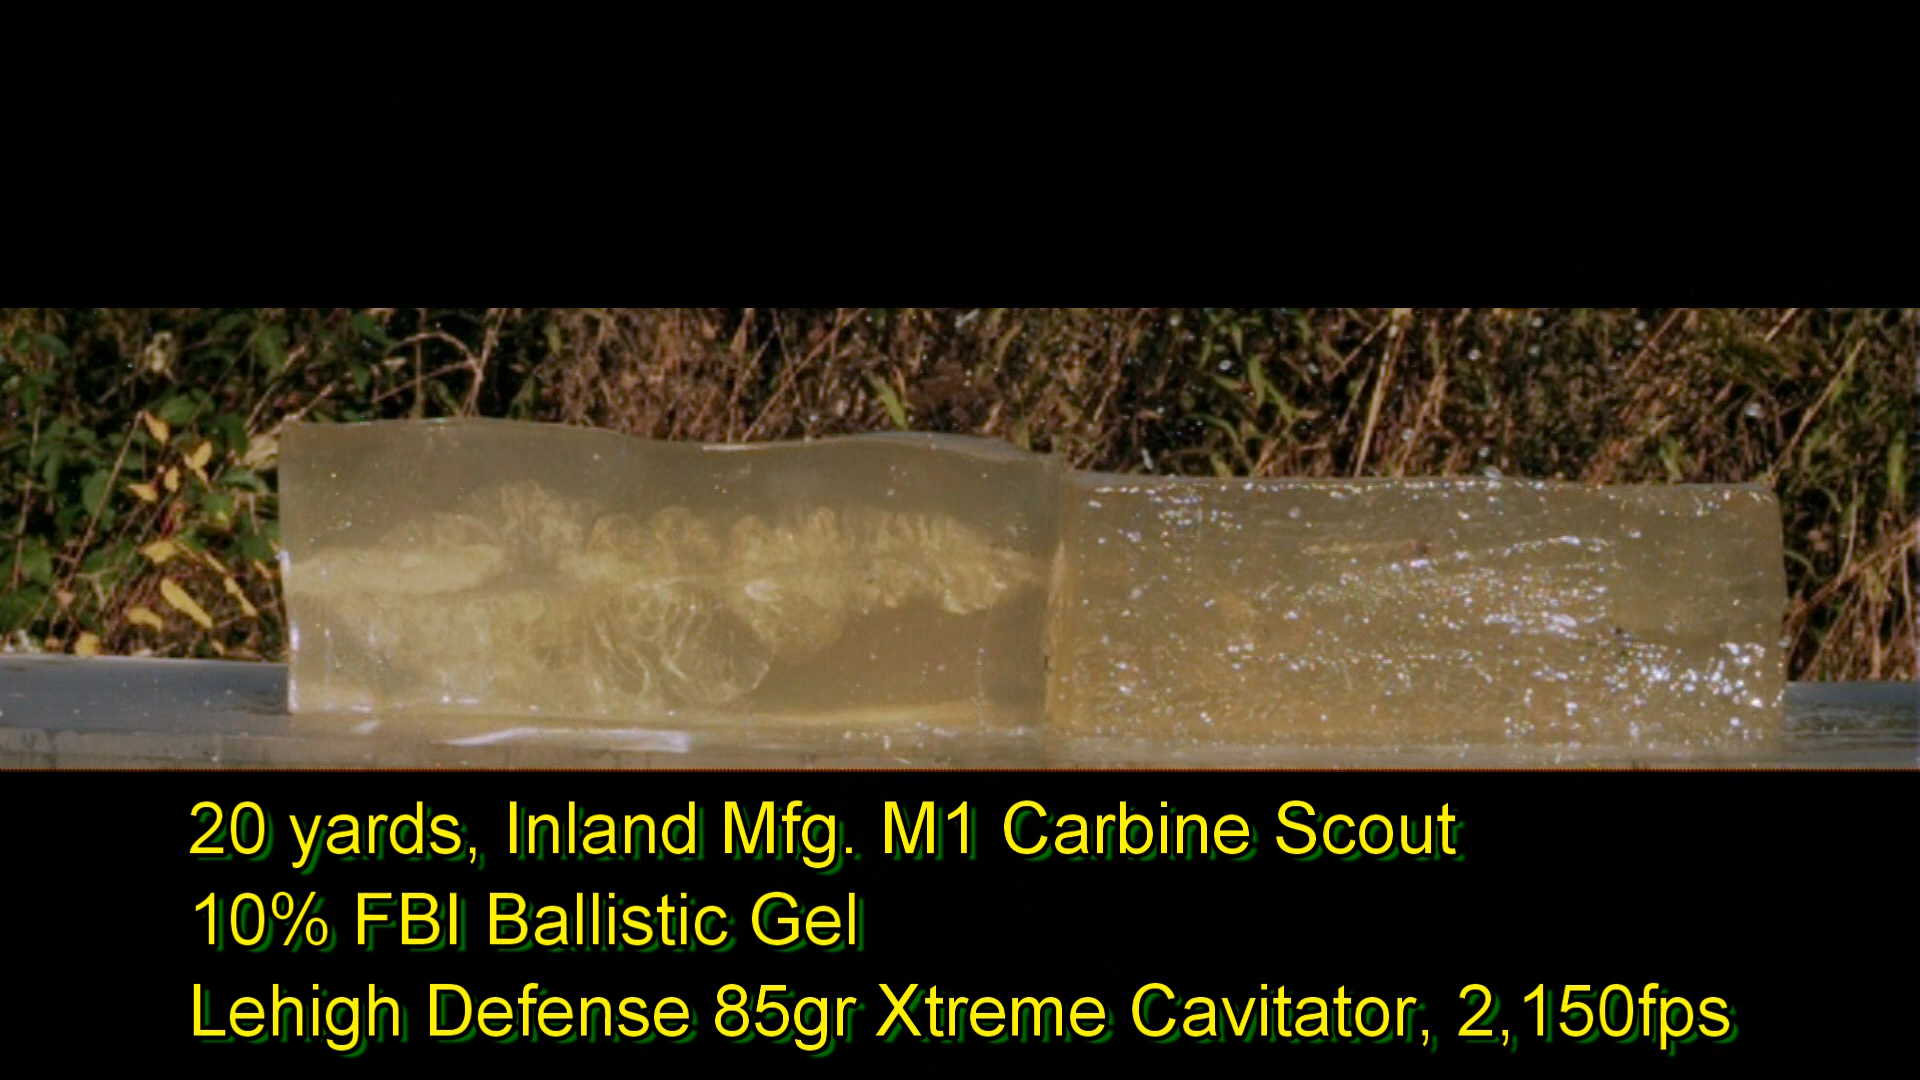 20 yards, Inland Mfg. M1 Carbine Scout
10% FBI Ballistic Gel
Lehigh Defense 85gr Xtreme Cavitator, 2,150fps